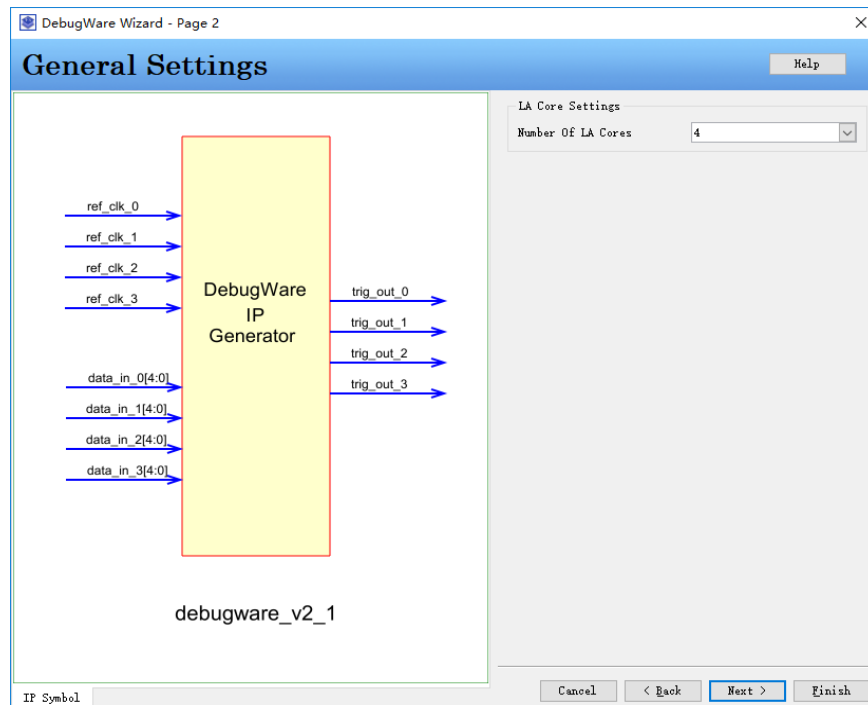 DebugWare Wizard - Page 2
General Settings
Help
LA Core Settings
Number Of LA Cores 4
ref_clk_0
ref_clk_1
ref_clk_2
ref_clk_3
data_in_0[4:0]
data_in_1[4:0]
data_in_2[4:0]
data_in_3[4:0]
DebugWare
IP
Generator
trig_out_0
trig_out_1
trig_out_2
trig_out_3
debugware_v2_1
IP Symbol
Cancel
< Back
Next >
Finish